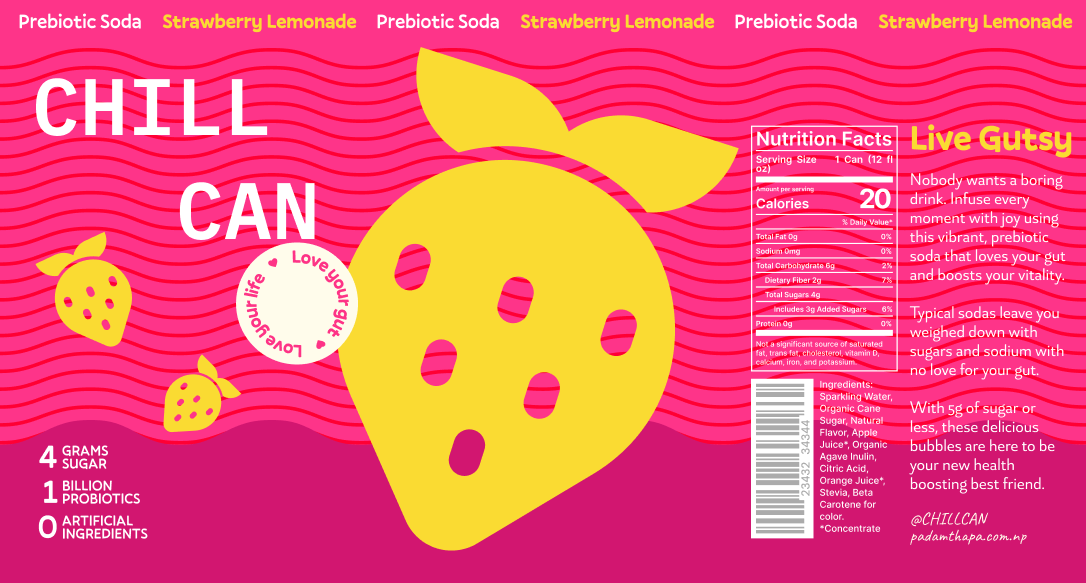 Prebiotic Soda Strawberry Lemonade Prebiotic Soda Strawberry Lemonade Prebiotic Soda Strawberry Lemonade
CHILL
CAN
Love your gut ♥ Love your life ♥
4 GRAMS
SUGAR
1 BILLION
PROBIOTICS
0 ARTIFICIAL
INGREDIENTS
Nutrition Facts
Serving Size 1 Can (12 fl
oz)
Amount per serving
Calories 20
% Daily Value*
Total Fat 0g 0%
Sodium 0mg 0%
Total Carbohydrate 6g 2%
Dietary Fiber 2g 7%
Total Sugars 4g
Includes 3g Added Sugars 6%
Protein 0g 0%
Not a significant source of saturated
fat, trans fat, cholesterol, vitamin D,
calcium, iron, and potassium.
23432 34344
Ingredients:
Sparkling Water,
Organic Cane
Sugar, Natural
Flavor, Apple
Juice*, Organic
Agave Inulin,
Citric Acid,
Orange Juice*,
Stevia, Beta
Carotene for
color.
*Concentrate
Live Gutsy
Nobody wants a boring
drink. Infuse every
moment with joy using
this vibrant, prebiotic
soda that loves your gut
and boosts your vitality.
Typical sodas leave you
weighed down with
sugars and sodium with
no love for your gut.
With 5g of sugar or
less, these delicious
bubbles are here to be
your new health
boosting best friend.
@CHILLCAN
padamthapa.com.np